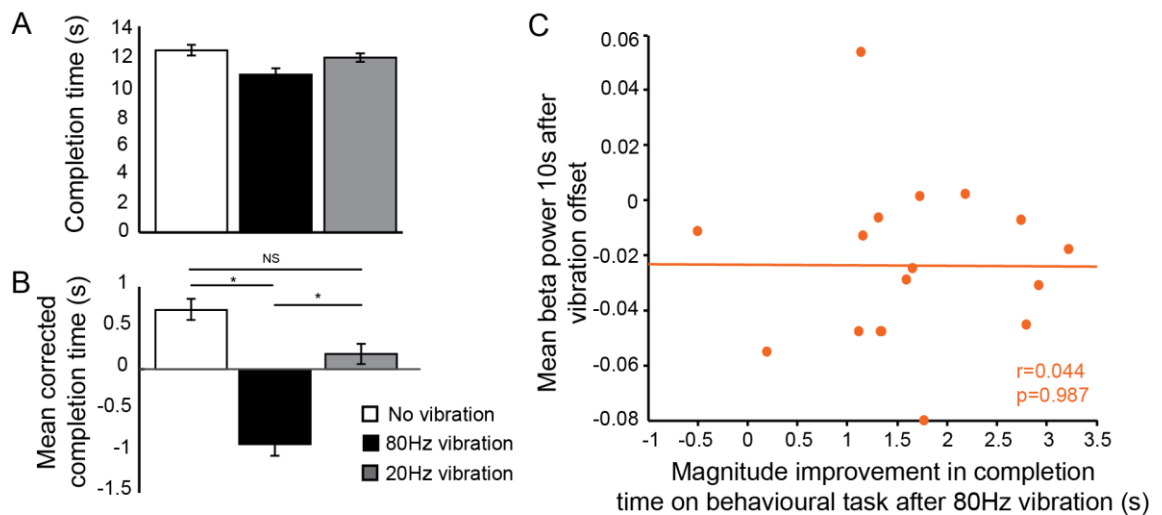 A
Completion time (s)
14
12
10
8
6
4
2
0
NS
*
*
B
Mean corrected
completion time (s)
1
0.5
0
-0.5
-1
-1.5
No vibration
80Hz vibration
20Hz vibration
C
Mean beta power 10s after
vibration offset
0.06
0.04
0.02
0
-0.02
-0.04
-0.06
-0.08
r=0.044
p=0.987
-1 -0.5 0 0.5 1 1.5 2 2.5 3 3.5
Magnitude improvement in completion
time on behavioural task after 80Hz vibration (s)